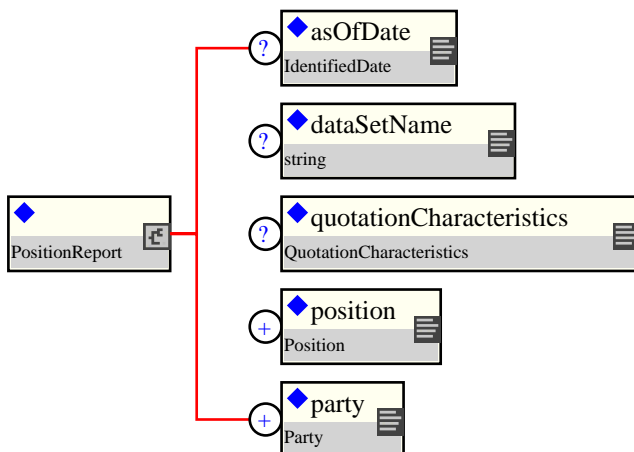 ? asOfDate
IdentifiedDate
? dataSetName
string
PositionReport
? quotationCharacteristics
QuotationCharacteristics
+ position
Position
+ party
Party